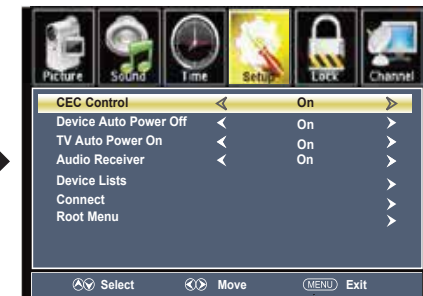 Picture Sound Time Setup Lock Channel
CEC Control On
Device Auto Power Off On
TV Auto Power On On
Audio Receiver On
Device Lists
Connect
Root Menu
Select Move MENU Exit